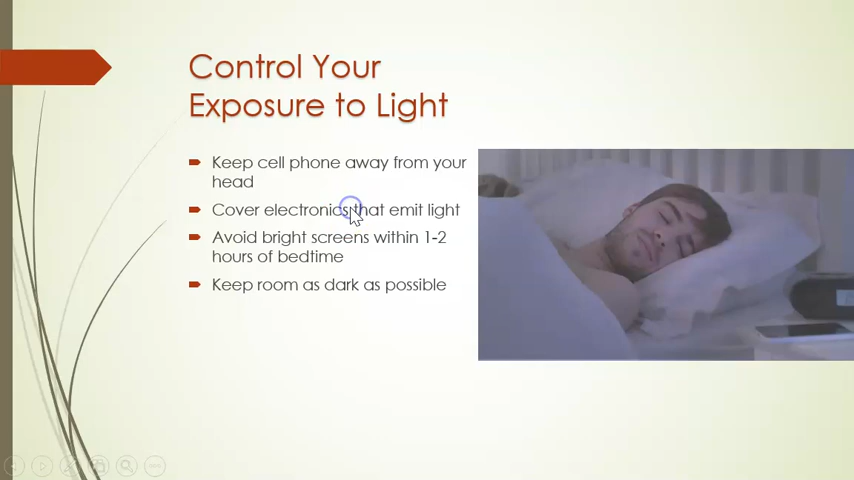 Control Your
Exposure to Light
Keep cell phone away from your
head
Cover electronics that emit light
Avoid bright screens within 1-2
hours of bedtime
Keep room as dark as possible